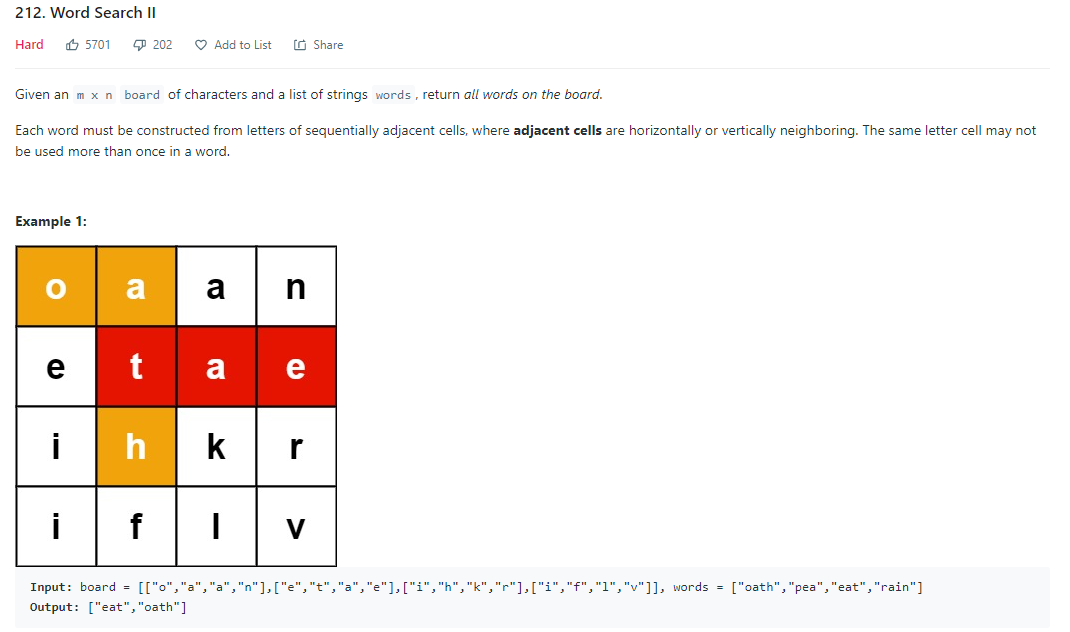 212. Word Search II
Hard 5701 202 Add to List Share
Given an m x n board of characters and a list of strings words , return all words on the board.
Each word must be constructed from letters of sequentially adjacent cells, where adjacent cells are horizontally or vertically neighboring. The same letter cell may not
be used more than once in a word.
Example 1:
o a a n
e t a e
i h k r
i f l v
Input: board = [["o","a","a","n"],["e","t","a","e"],["i","h","k","r"],["i","f","l","v"]], words = ["oath","pea","eat","rain"]
Output: ["eat","oath"]